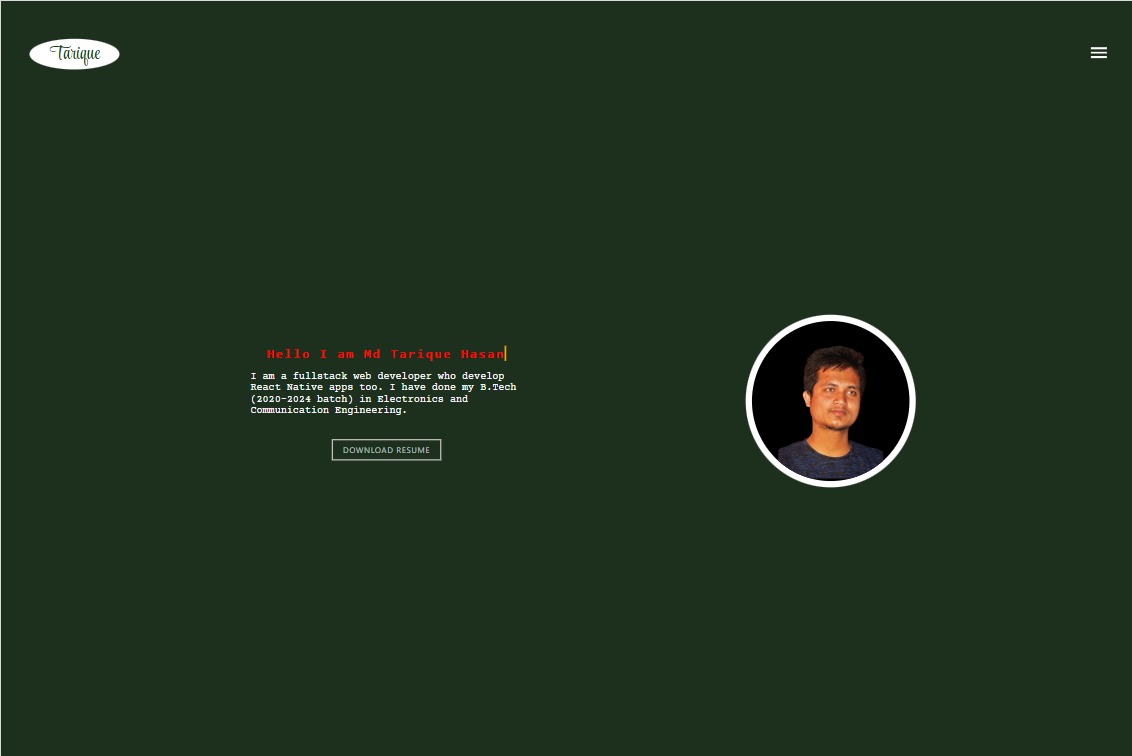 Tarique
Hello I am Md Tarique Hasan
I am a fullstack web developer who develop
React Native apps too. I have done my B.Tech
(2020-2024 batch) in Electronics and
Communication Engineering.
DOWNLOAD RESUME